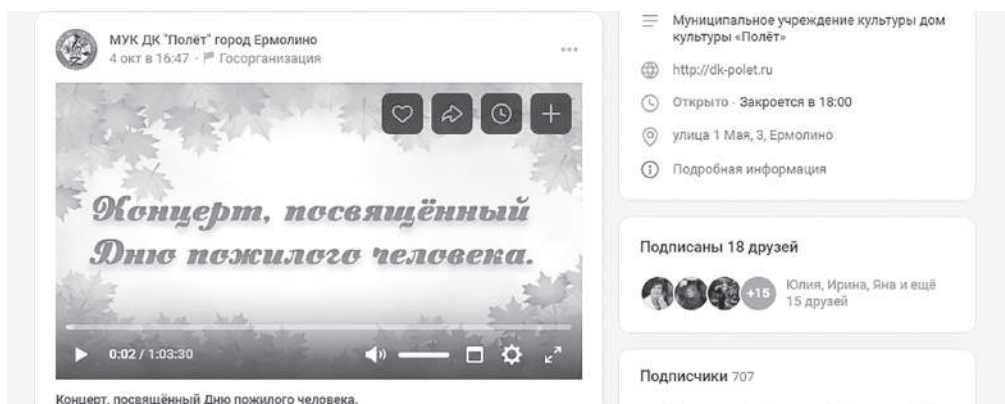 МУК ДК "Полёт" город Ермолино
4 окт в 16:47 · Госорганизация
Концерт, посвящённый
Дню пожилого человека.
0:02 / 1:03:30
Концерт, посвящённый Дню пожилого человека.
Муниципальное учреждение культуры дом
культуры «Полёт»
http://dk-polet.ru
Открыто · Закроется в 18:00
улица 1 Мая, 3, Ермолино
Подробная информация
Подписаны 18 друзей
+15
Юлия, Ирина, Яна и ещё
15 друзей
Подписчики 707